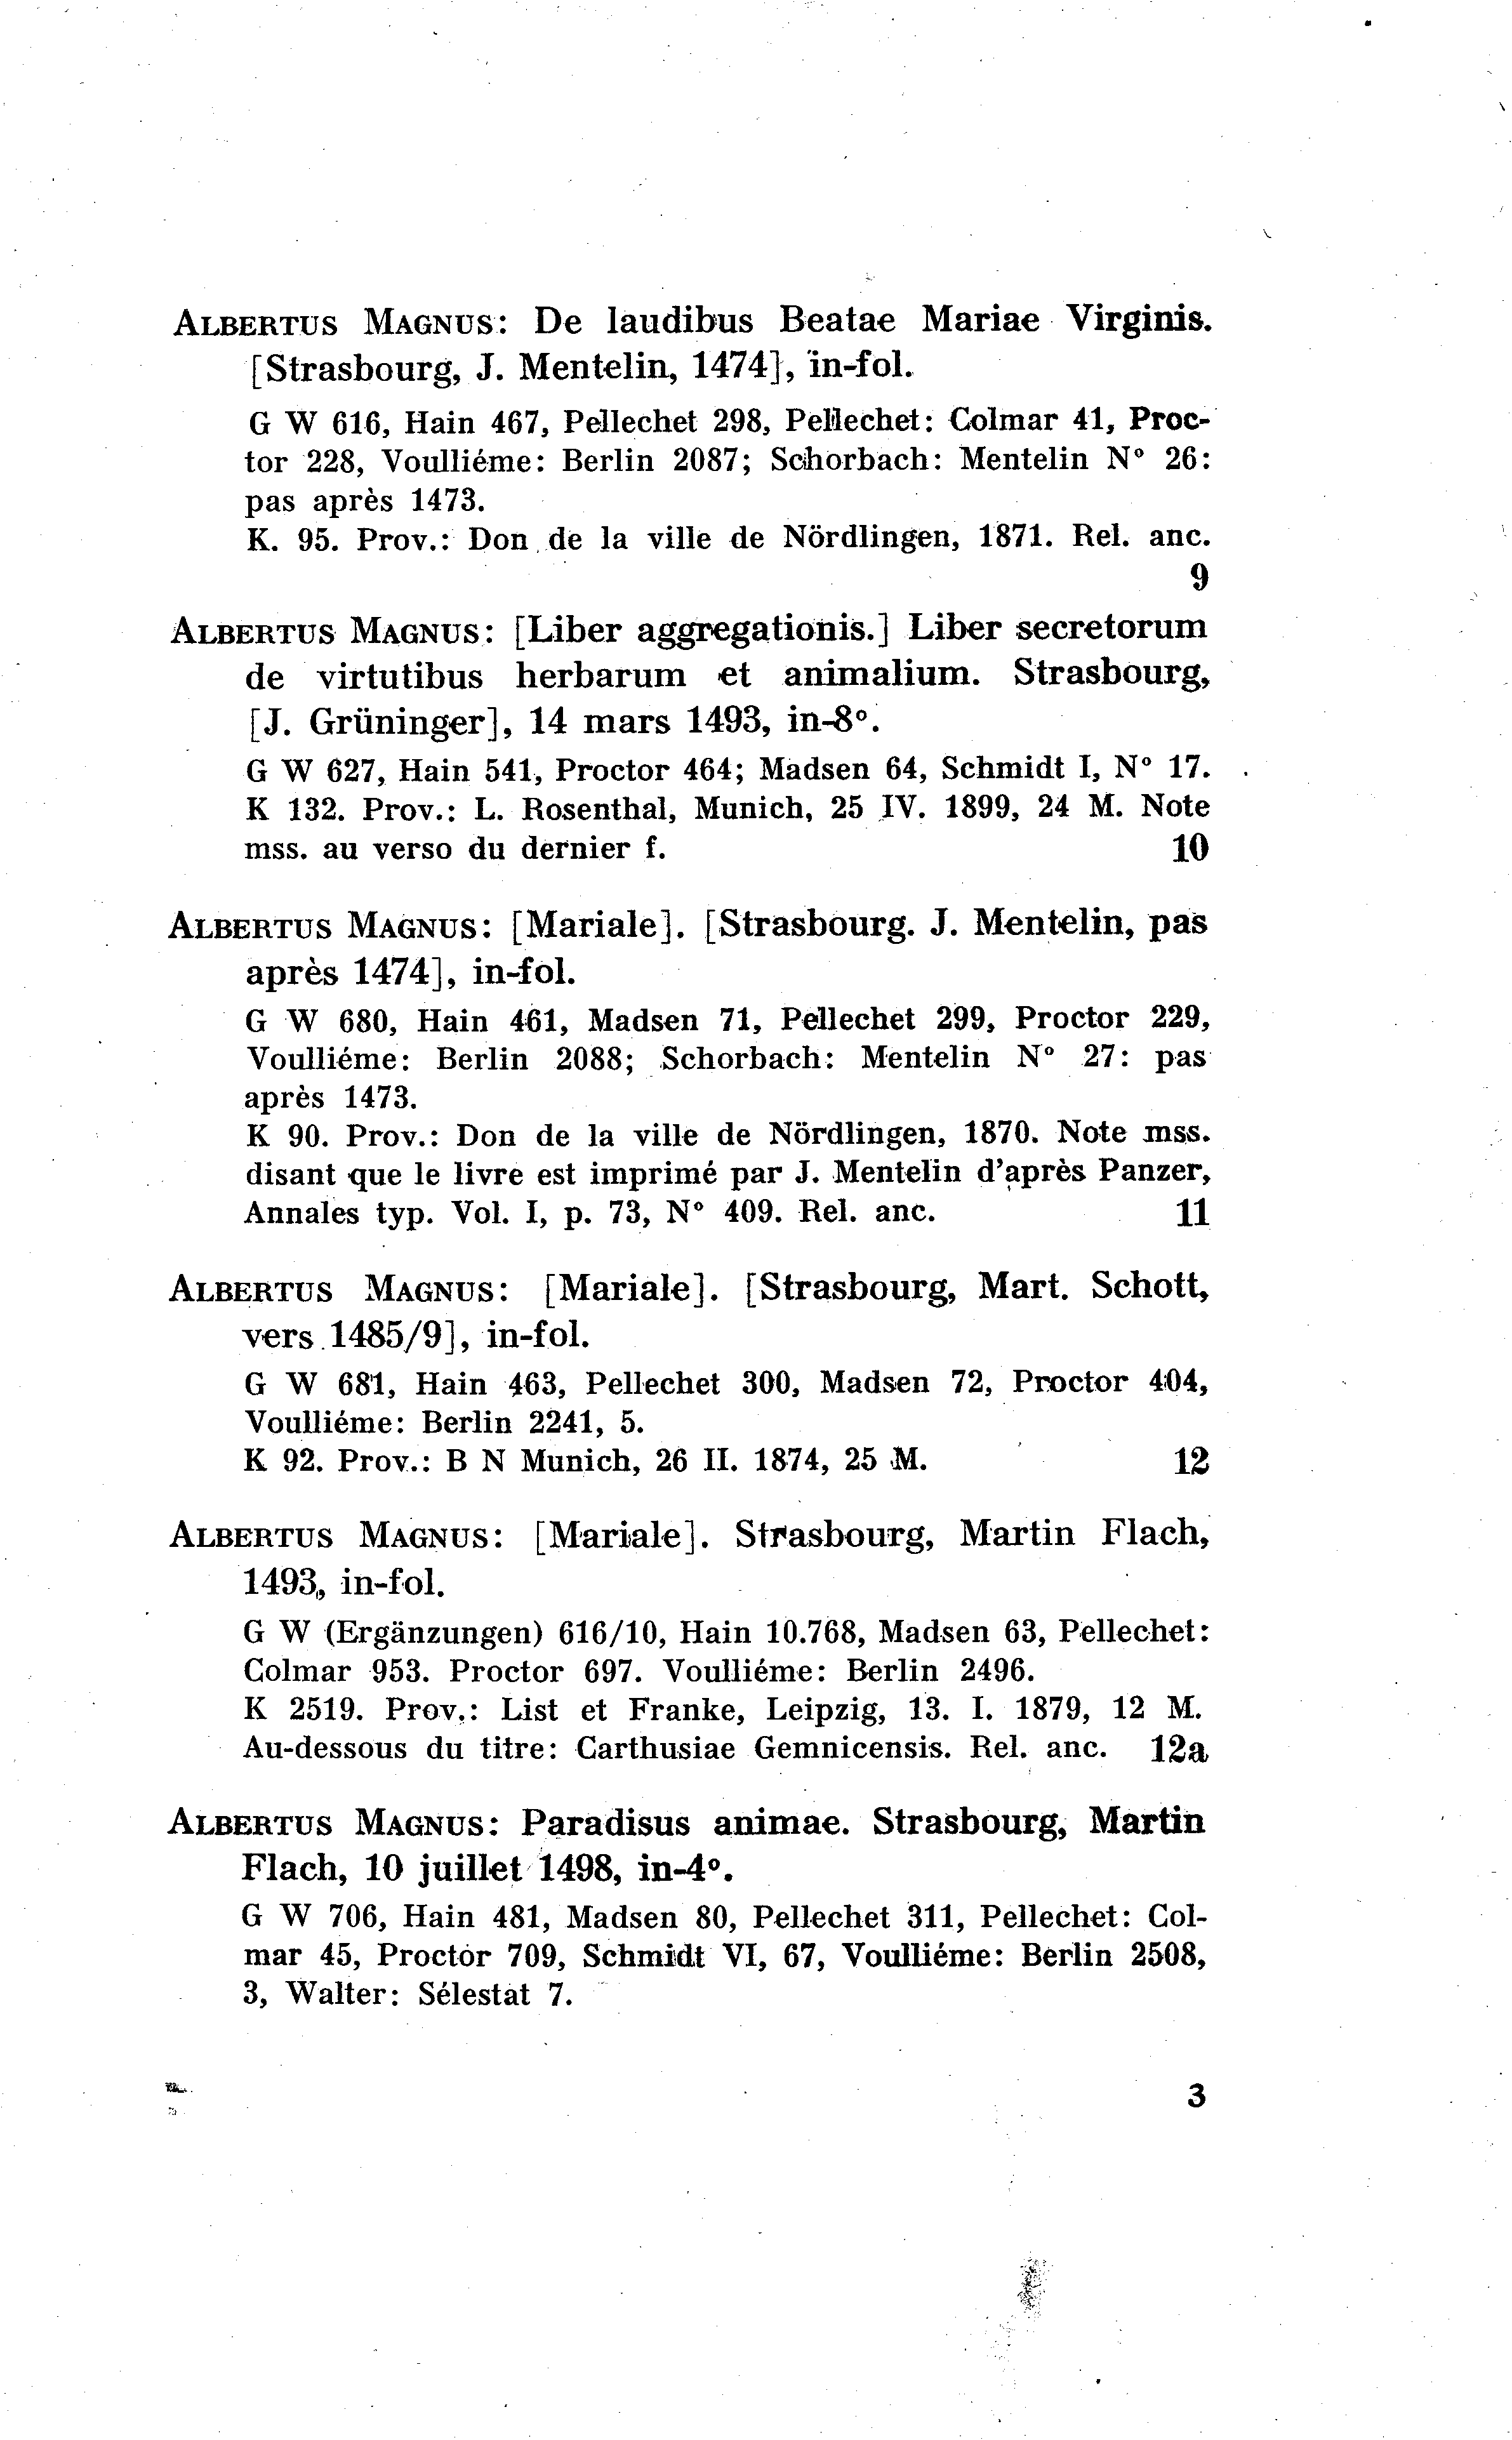 ALBERTUS MAGNUS: De laudibus Beatae Mariae Virginis.
[Strasbourg, J. Mentelin, 1474], in-fol.
G W 616, Hain 467, Pellechet 298, Pellechet: Colmar 41, Proc-
tor 228, Voulliéme: Berlin 2087; Schorbach: Mentelin N° 26:
pas après 1473.
K. 95. Prov.: Don de la ville de Nördlingen, 1871. Rel. anc.
9
ALBERTUS MAGNUS: [Liber aggregationis.] Liber secretorum
de virtutibus herbarum et animalium. Strasbourg,
[J. Grüninger], 14 mars 1493, in-8°.
G W 627, Hain 541, Proctor 464; Madsen 64, Schmidt I, N° 17.
K 132. Prov.: L. Rosenthal, Munich, 25 IV. 1899, 24 M. Note
mss. au verso du dernier f. 10
ALBERTUS MAGNUS: [Mariale]. [Strasbourg. J. Mentelin, pas
après 1474], in-fol.
G W 680, Hain 461, Madsen 71, Pellechet 299, Proctor 229,
Voulliéme: Berlin 2088; Schorbach: Mentelin N° 27: pas
après 1473.
K 90. Prov.: Don de la ville de Nördlingen, 1870. Note mss.
disant que le livre est imprimé par J. Mentelin d'après Panzer,
Annales typ. Vol. I, p. 73, N° 409. Rel. anc. 11
ALBERTUS MAGNUS: [Mariale]. [Strasbourg, Mart. Schott,
vers 1485/9], in-fol.
G W 681, Hain 463, Pellechet 300, Madsen 72, Proctor 404,
Voulliéme: Berlin 2241, 5.
K 92. Prov.: B N Munich, 26 II. 1874, 25 M. 12
ALBERTUS MAGNUS: [Mariale]. Strasbourg, Martin Flach,
1493, in-fol.
G W (Ergänzungen) 616/10, Hain 10.768, Madsen 63, Pellechet:
Colmar 953. Proctor 697. Voulliéme: Berlin 2496.
K 2519. Prov.: List et Franke, Leipzig, 13. I. 1879, 12 M.
Au-dessous du titre: Carthusiae Gemnicensis. Rel. anc. 12a
ALBERTUS MAGNUS: Paradisus animae. Strasbourg, Martin
Flach, 10 juillet 1498, in-4°.
G W 706, Hain 481, Madsen 80, Pellechet 311, Pellechet: Col-
mar 45, Proctor 709, Schmidt VI, 67, Voulliéme: Berlin 2508,
3, Walter: Sélestat 7.
3